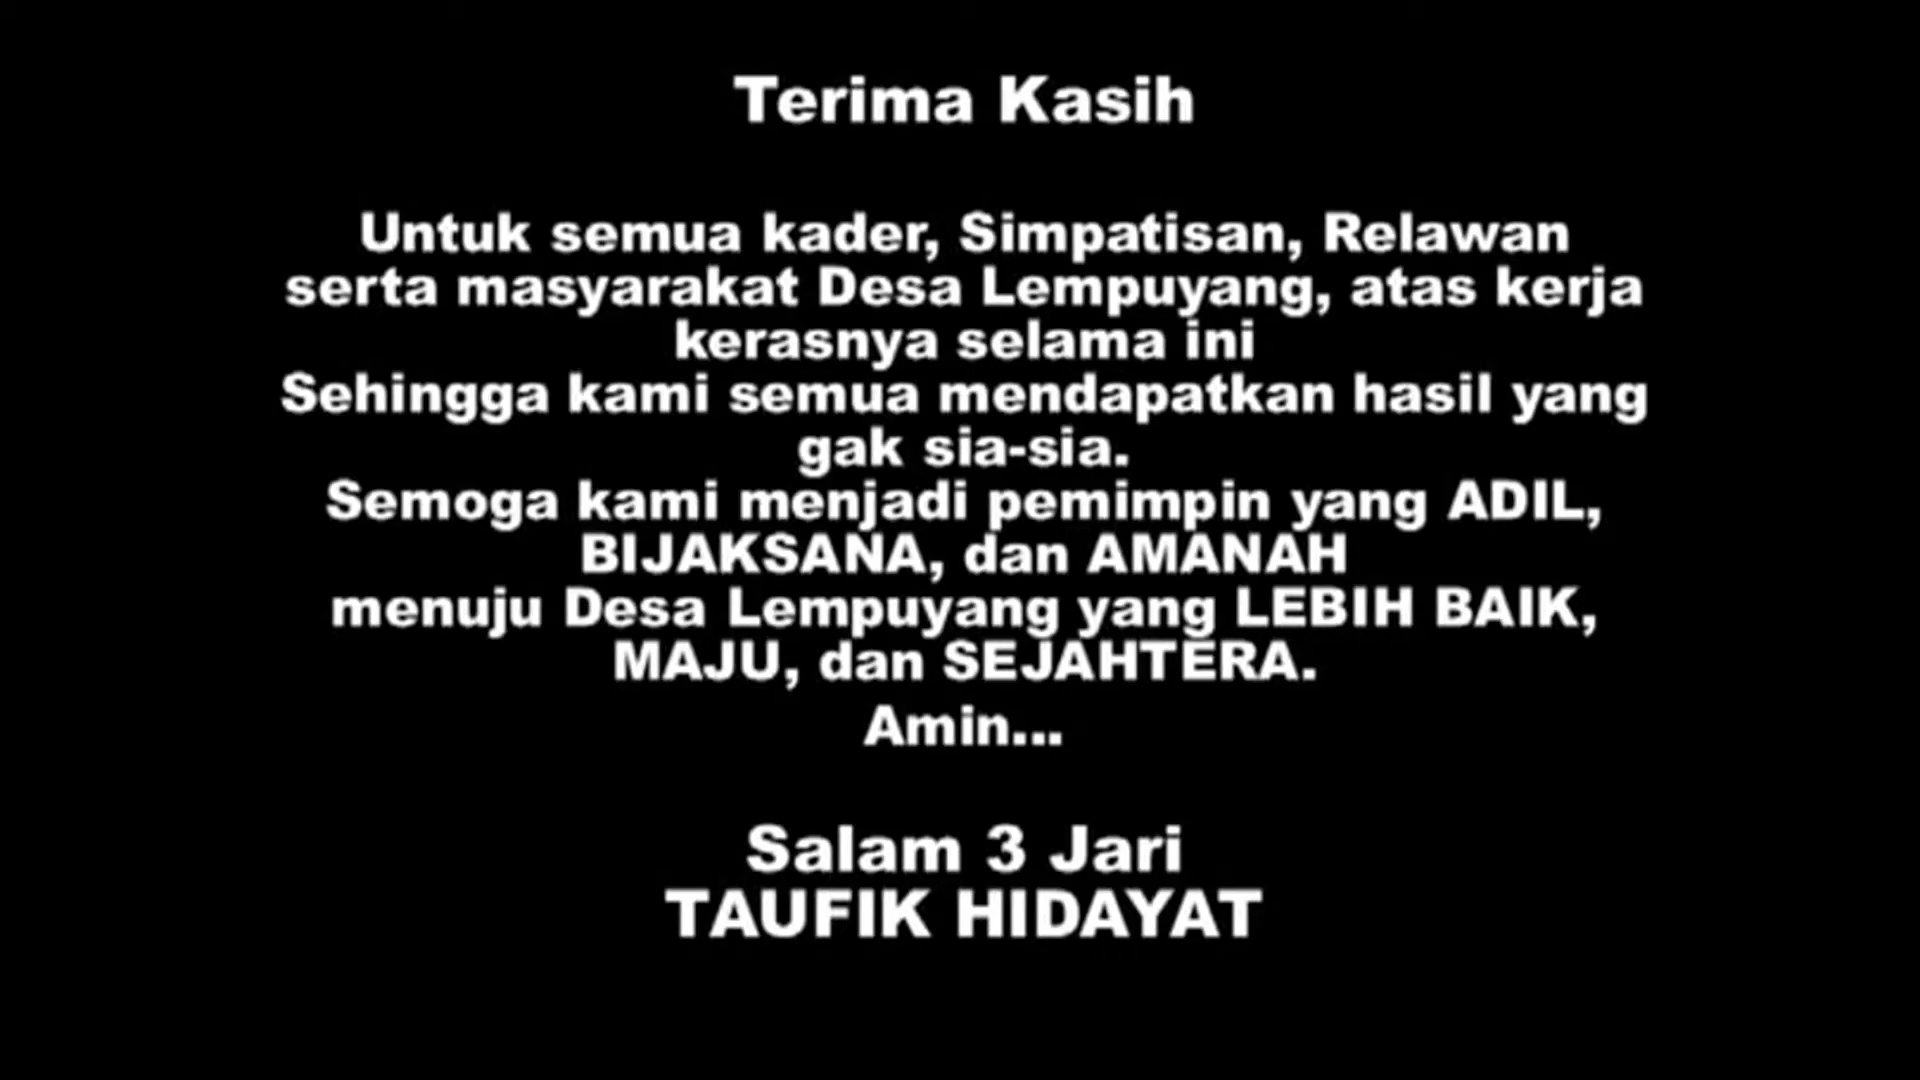 Terima Kasih
Untuk semua kader, Simpatisan, Relawan
serta masyarakat Desa Lempuyang, atas kerja
kerasnya selama ini
Sehingga kami semua mendapatkan hasil yang
gak sia-sia.
Semoga kami menjadi pemimpin yang ADIL,
BIJAKSANA, dan AMANAH
menuju Desa Lempuyang yang LEBIH BAIK,
MAJU, dan SEJAHTERA.
Amin...
Salam 3 Jari
TAUFIK HIDAYAT